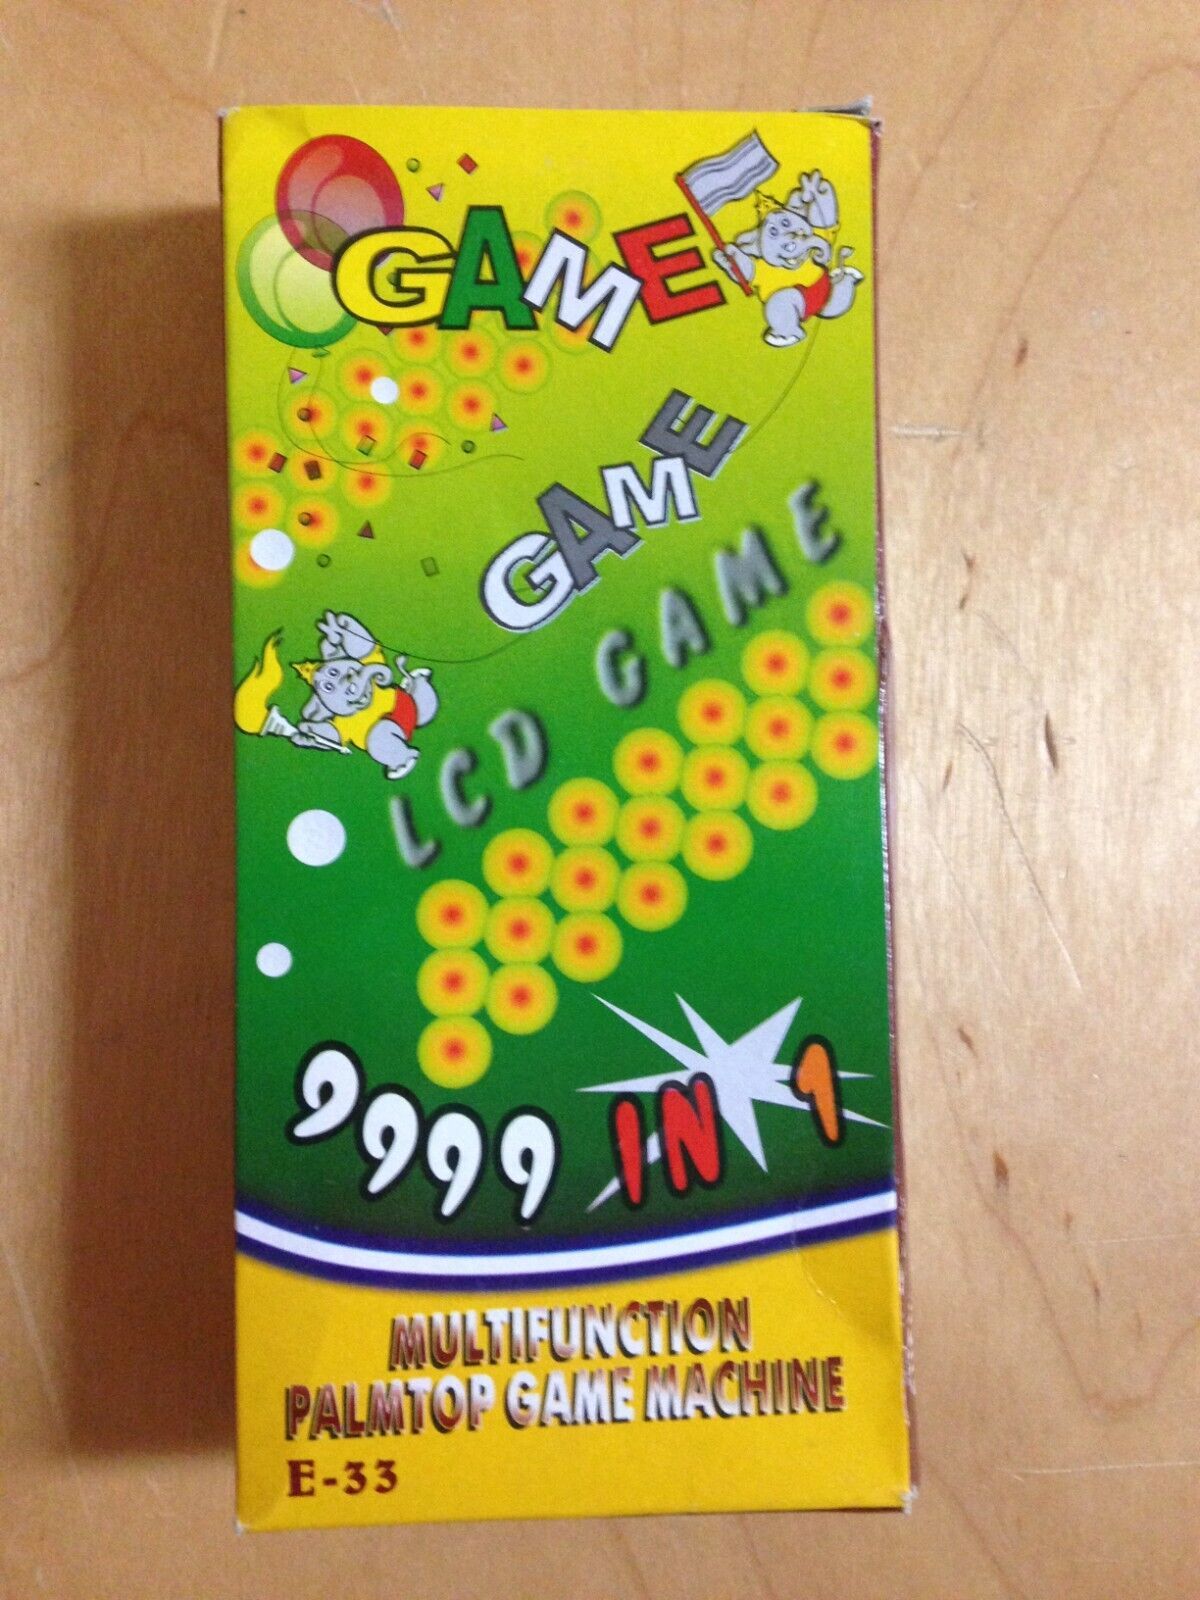 GAME
GAME
LCD GAME
9999 IN 1
MULTIFUNCTION
PALMTOP GAME MACHINE
E-33